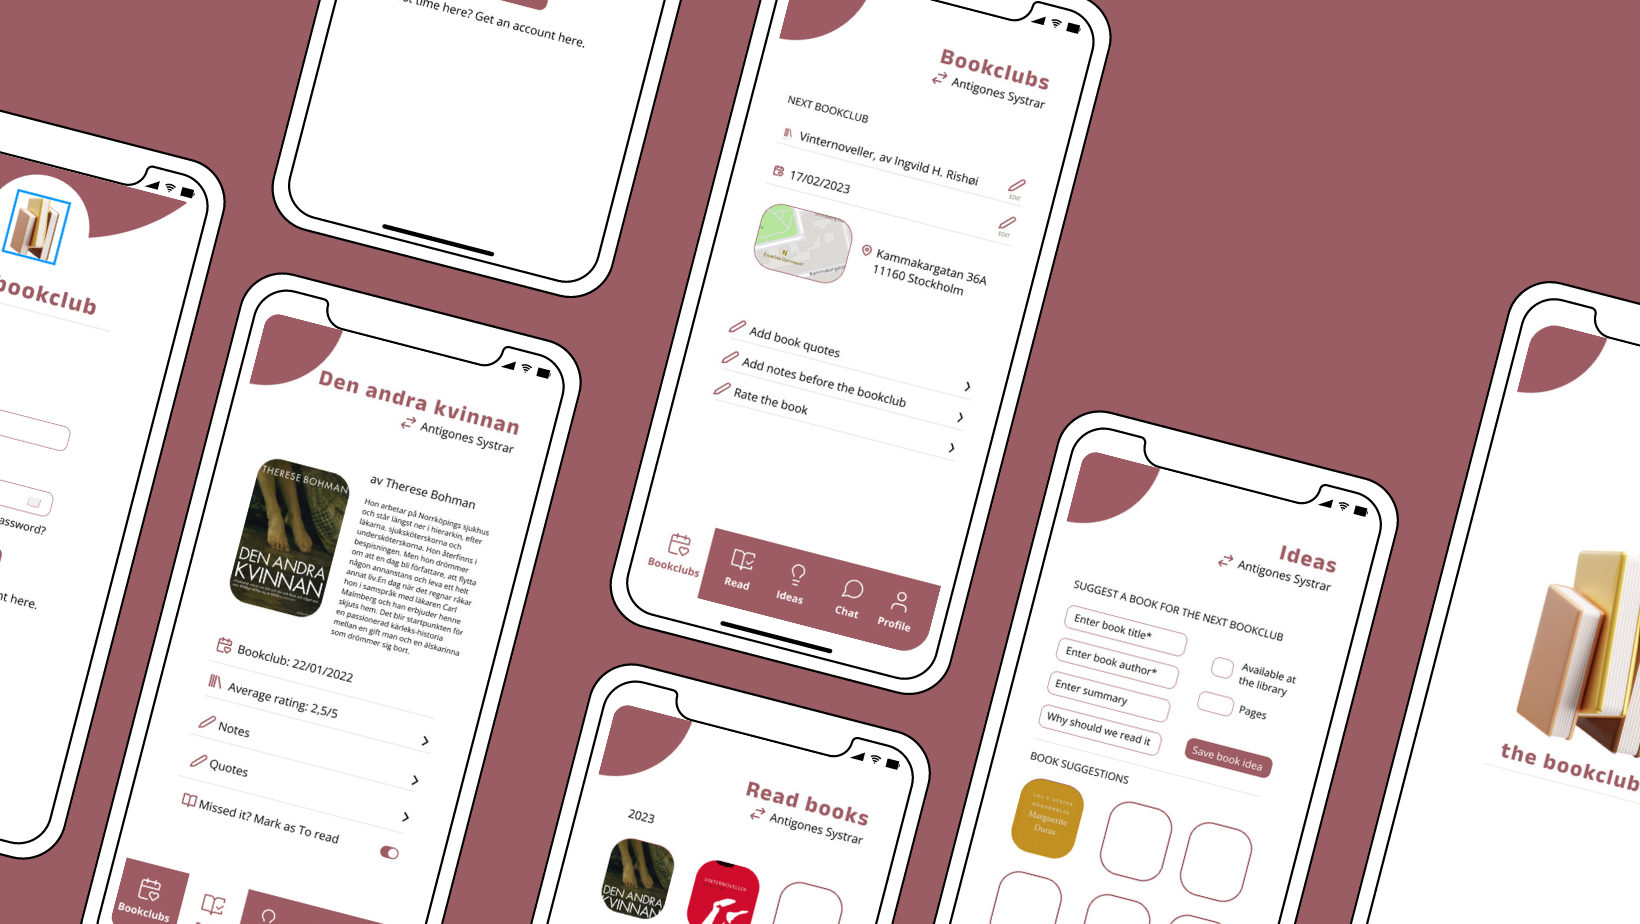 t time here? Get an account here.
bookclub
assword?
nt here.
Den andra kvinnan
Antigones Systrar
THERESE BOHMAN
DEN ANDRA
KVINNAN
av Therese Bohman
Hon arbetar på Norrköpings sjukhus
och står längst ner i hierarkin, efter
läkarna, sjuksköterskorna och
undersköterskorna. Hon återfinns i
bespisningen. Men hon drömmer
om att en dag bli författare, att flytta
någon annanstans och leva ett helt
annat liv.En dag när det regnar råkar
hon i samspråk med läkaren Carl
Malmberg och han erbjuder henne
skjuts hem. Det blir startpunkten för
en passionerad kärleks-historia
mellan en gift man och en älskarinna
som drömmer sig bort.
Bookclub: 22/01/2022
Average rating: 2,5/5
Notes
Quotes
Missed it? Mark as To read
Bookclubs
Bookclubs
Antigones Systrar
NEXT BOOKCLUB
Vinternoveller, av Ingvild H. Rishøi
EDIT
17/02/2023
EDIT
Kammakargatan
Kammakargatan 36A
11160 Stockholm
Add book quotes
Add notes before the bookclub
Rate the book
Bookclubs
Read
Ideas
Chat
Profile
Read books
Antigones Systrar
2023
DEN ANDRA
KVINNAN
VINTERNOVELLER
Ideas
Antigones Systrar
SUGGEST A BOOK FOR THE NEXT BOOKCLUB
Enter book title*
Enter book author*
Enter summary
Why should we read it
Available at
the library
Pages
Save book idea
BOOK SUGGESTIONS
Marguerite
Duras
the bookclub